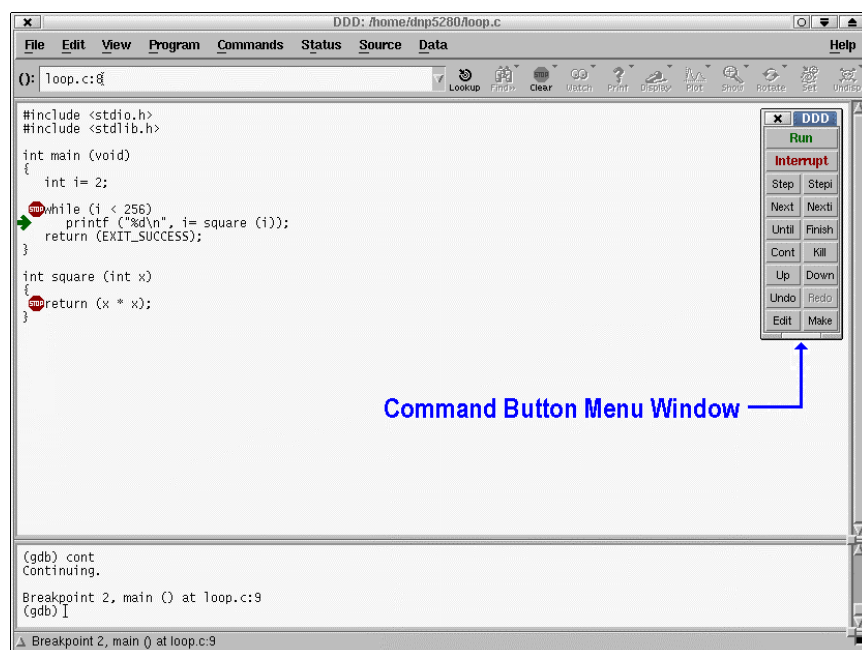 DDD: /home/dnp5280/loop.c
File Edit View Program Commands Status Source Data Help
(): loop.c:8
Lookup Find» Clear Watch Print Display Plot Show Rotate Set Undisp
#include <stdio.h>
#include <stdlib.h>
int main (void)
{
int i= 2;
STOP while (i < 256)
printf ("%d\n", i= square (i));
return (EXIT_SUCCESS);
}
int square (int x)
{
STOP return (x * x);
}
DDD
Run
Interrupt
Step Stepi
Next Nexti
Until Finish
Cont Kill
Up Down
Undo Redo
Edit Make
Command Button Menu Window
(gdb) cont
Continuing.
Breakpoint 2, main () at loop.c:9
(gdb)
Breakpoint 2, main () at loop.c:9